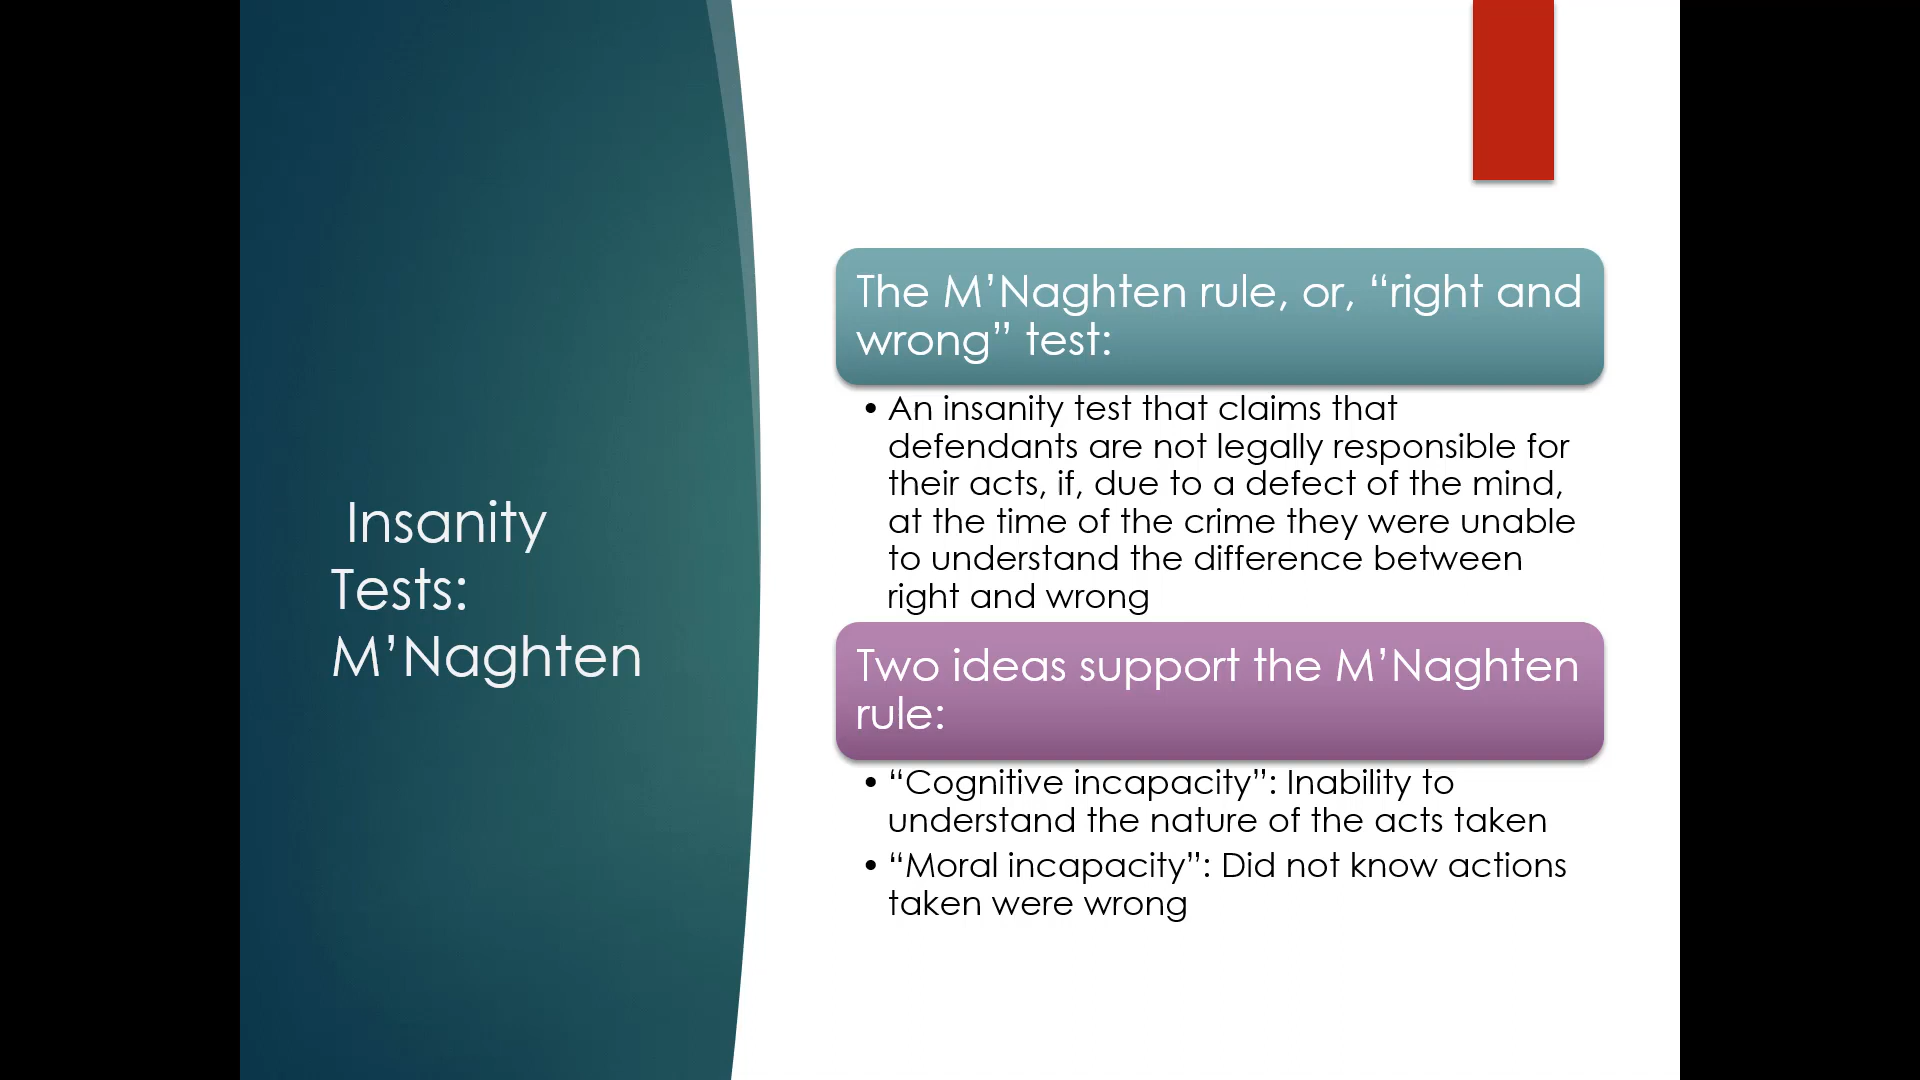 Insanity
Tests:
M’Naghten
The M’Naghten rule, or, “right and
wrong” test:
• An insanity test that claims that
defendants are not legally responsible for
their acts, if, due to a defect of the mind,
at the time of the crime they were unable
to understand the difference between
right and wrong
Two ideas support the M’Naghten
rule:
• “Cognitive incapacity”: Inability to
understand the nature of the acts taken
• “Moral incapacity”: Did not know actions
taken were wrong